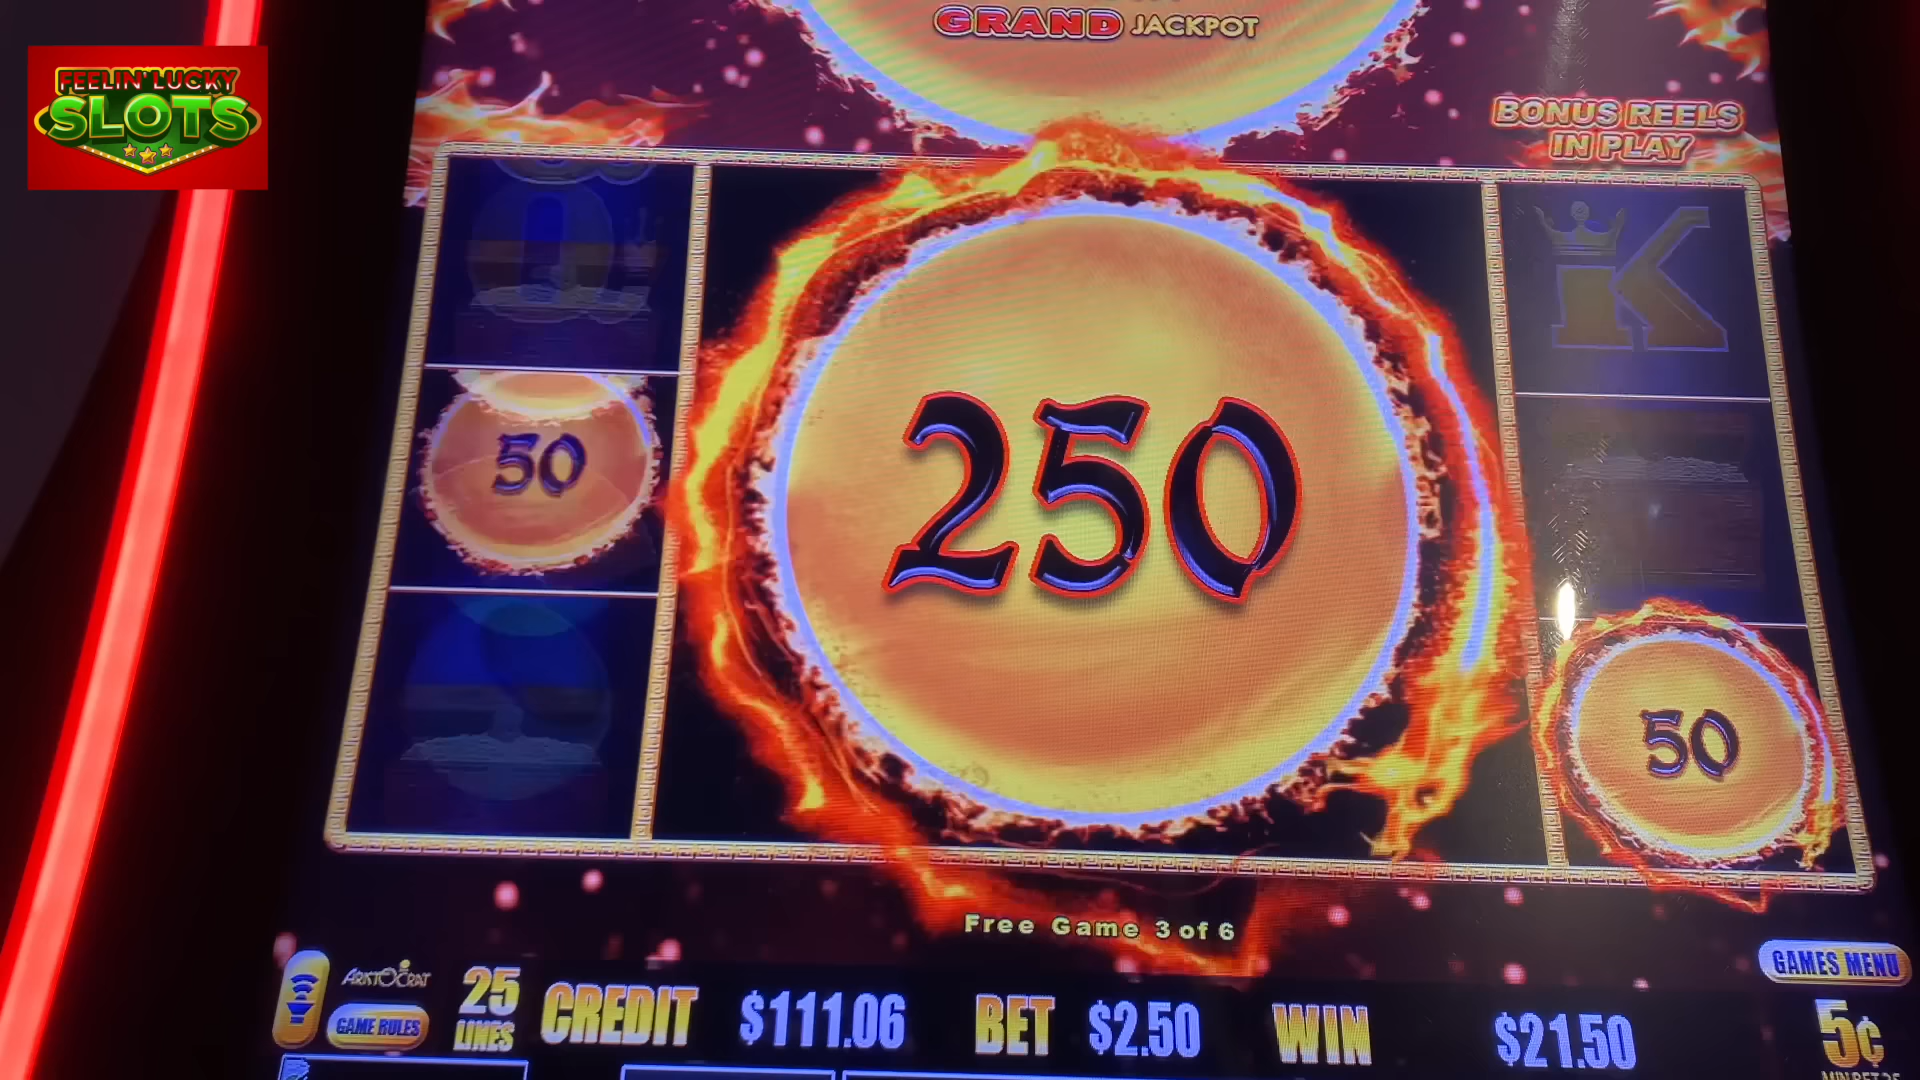 GRAND JACKPOT
FEELIN' LUCKY
SLOTS
BONUS REELS
IN PLAY
Q
K
50
250
50
Free Game 3 of 6
GAMES MENU
ARISTOCRAT
GAME RULES
25
LINES
CREDIT $111.06
BET $2.50
WIN $21.50
5¢